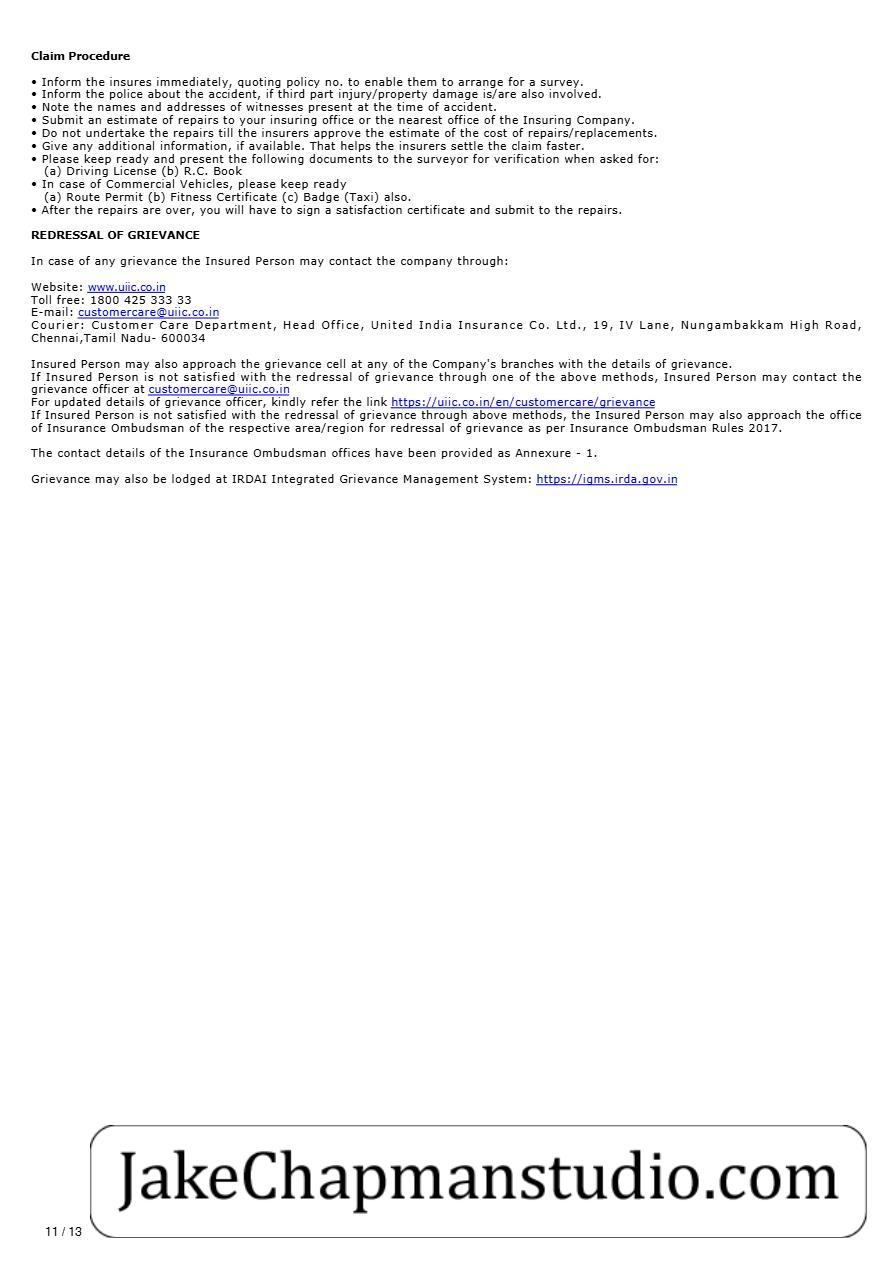 Claim Procedure
• Inform the insures immediately, quoting policy no. to enable them to arrange for a survey.
• Inform the police about the accident, if third part injury/property damage is/are also involved.
• Note the names and addresses of witnesses present at the time of accident.
• Submit an estimate of repairs to your insuring office or the nearest office of the Insuring Company.
• Do not undertake the repairs till the insurers approve the estimate of the cost of repairs/replacements.
• Give any additional information, if available. That helps the insurers settle the claim faster.
• Please keep ready and present the following documents to the surveyor for verification when asked for:
(a) Driving License (b) R.C. Book
• In case of Commercial Vehicles, please keep ready
(a) Route Permit (b) Fitness Certificate (c) Badge (Taxi) also.
• After the repairs are over, you will have to sign a satisfaction certificate and submit to the repairs.
REDRESSAL OF GRIEVANCE
In case of any grievance the Insured Person may contact the company through:
Website: www.uiic.co.in
Toll free: 1800 425 333 33
E-mail: customercare@uiic.co.in
Courier: Customer Care Department, Head Office, United India Insurance Co. Ltd., 19, IV Lane, Nungambakkam High Road,
Chennai,Tamil Nadu- 600034
Insured Person may also approach the grievance cell at any of the Company's branches with the details of grievance.
If Insured Person is not satisfied with the redressal of grievance through one of the above methods, Insured Person may contact the
grievance officer at customercare@uiic.co.in
For updated details of grievance officer, kindly refer the link https://uiic.co.in/en/customercare/grievance
If Insured Person is not satisfied with the redressal of grievance through above methods, the Insured Person may also approach the office
of Insurance Ombudsman of the respective area/region for redressal of grievance as per Insurance Ombudsman Rules 2017.
The contact details of the Insurance Ombudsman offices have been provided as Annexure - 1.
Grievance may also be lodged at IRDAI Integrated Grievance Management System: https://igms.irda.gov.in
JakeChapmanstudio.com
11 / 13